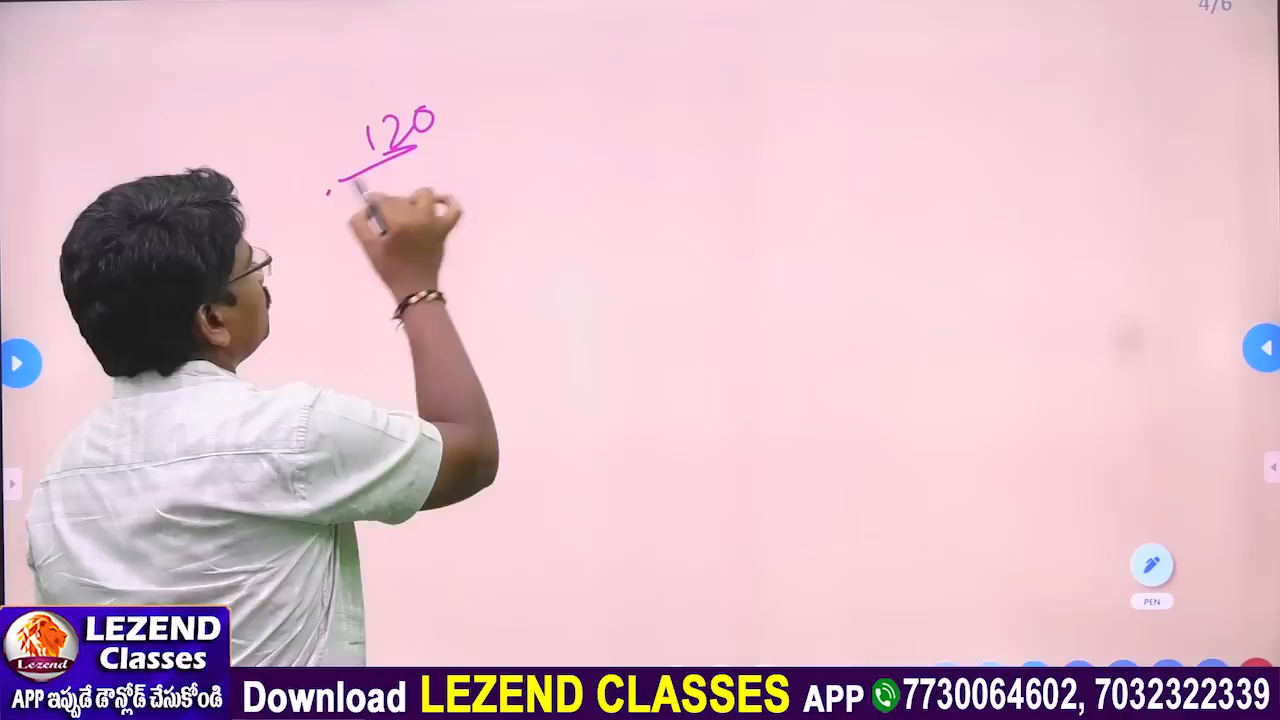 4/6
120
PEN
LEZEND
Classes
Lezend
APP ఇప్పుడే డౌన్లోడ్ చేసుకోండి
Download LEZEND CLASSES APP 7730064602, 7032322339